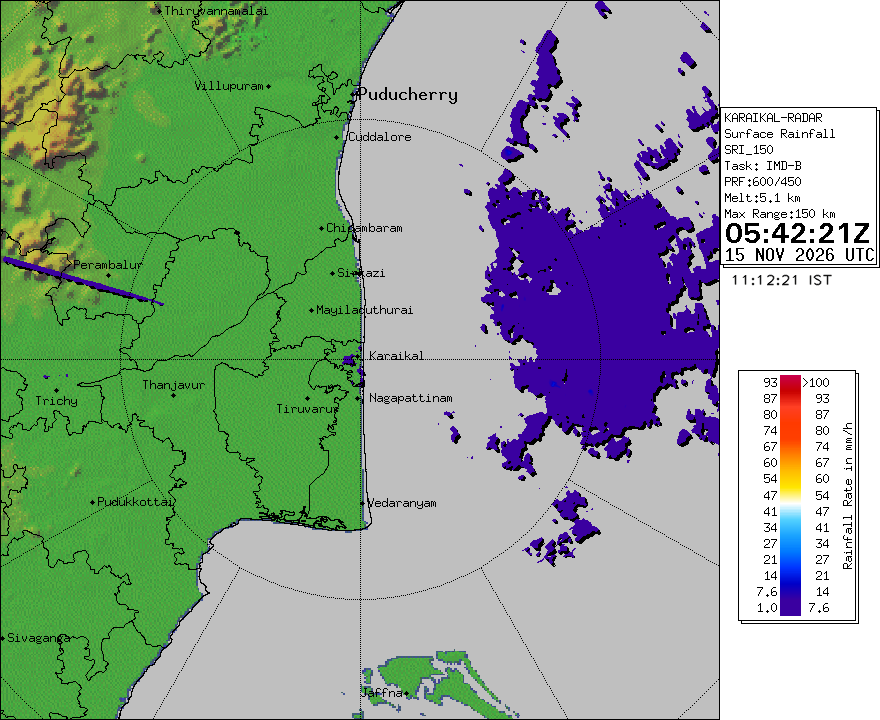 Thiruvannamalai
Villupuram
Puducherry
Cuddalore
Chidambaram
Perambalur
Sirkazi
Mayiladuthurai
Karaikal
Thanjavur
Trichy
Tiruvarur
Nagapattinam
Pudukkottai
Vedaranyam
Sivaganga
Jaffna
KARAIKAL-RADAR
Surface Rainfall
SRI_150
Task: IMD-B
PRF:600/450
Melt:5.1 km
Max Range:150 km
05:42:21Z
15 NOV 2026 UTC
11:12:21 IST
93 >100
87 93
80 87
74 80
67 74
60 67
54 60
47 54
41 47
34 41
27 34
21 27
14 21
7.6 14
1.0 7.6
Rainfall Rate in mm/h